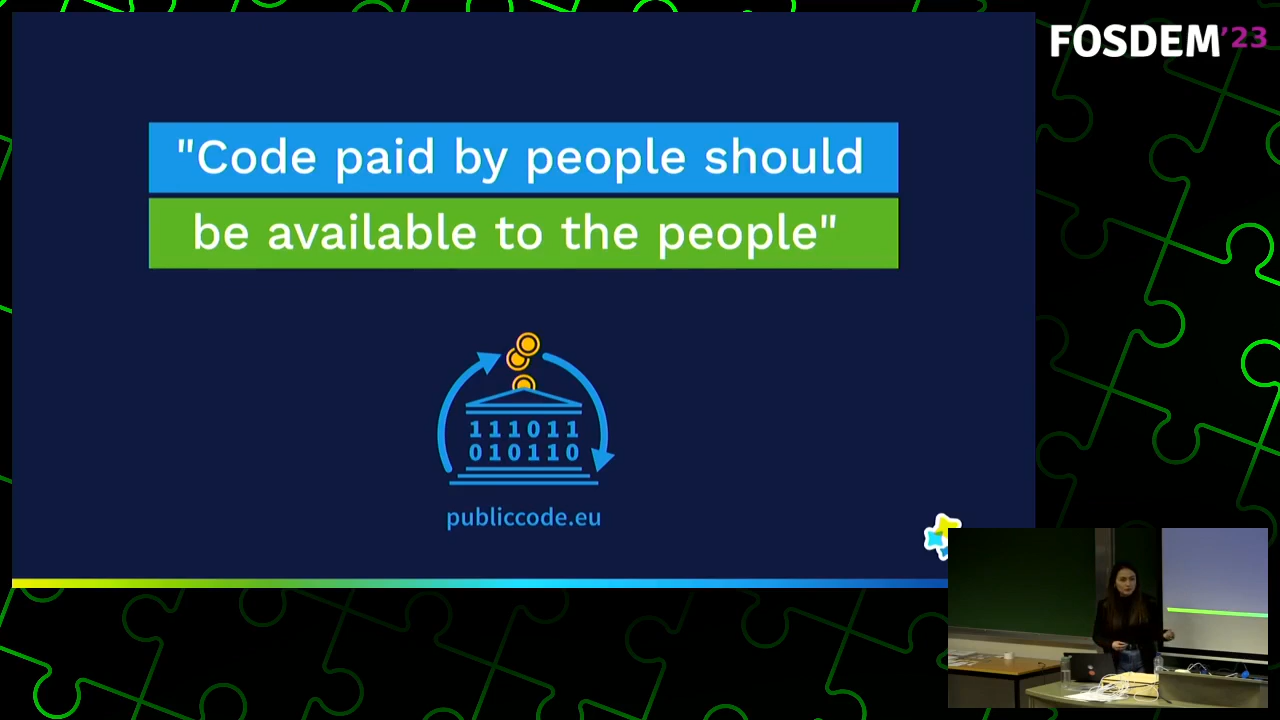 FOSDEM'23
"Code paid by people should
be available to the people"
111011
010110
publiccode.eu